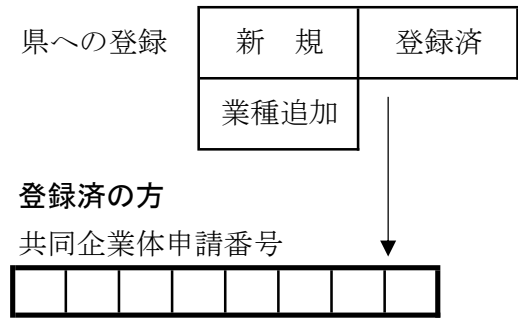 県への登録 新 規 登録済
業種追加
登録済の方
共同企業体申請番号